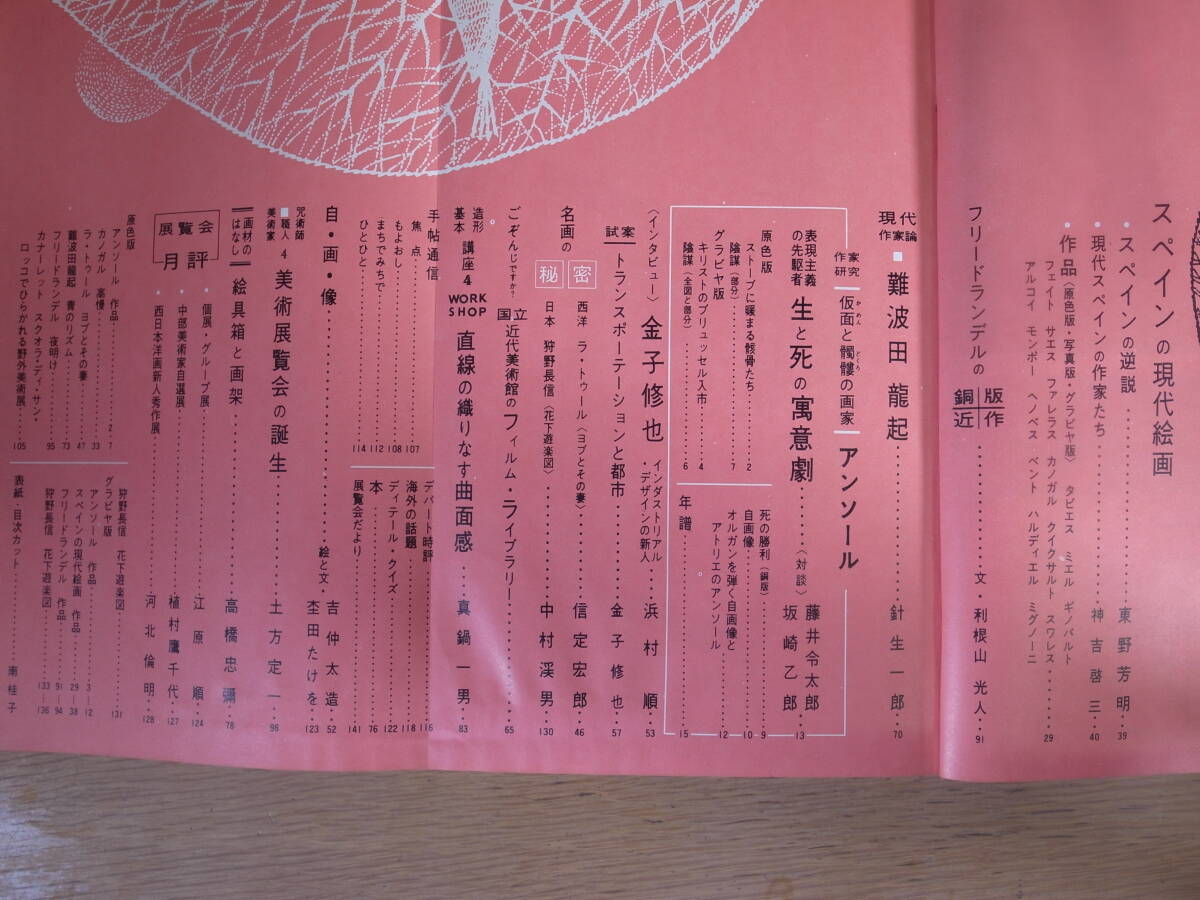 スペインの現代絵画
・スペインの逆説……………東野芳明・39
・現代スペインの作家たち……………神吉啓三・40
・作品〈原色版・写真版・グラビヤ版〉 タピエス ミエル ギノバルト
フェイト サエス ファレラス カノガル クイクサルト スワレス………29
アルコイ モンポー ヘノベス ベント ハルディエル ミグノーニ
フリードランデルの
銅版
近作
……………文・利根山 光人・91
現代
作家論
■難波田 龍起……………針生一郎・70
作家
研究
仮面と髑髏の画家
かめん
どくろ
アンソール
表現主義
の先駆者
生と死の寓意劇……〈対談〉
藤井令太郎
坂崎乙郎
13
原色版
ストーブに暖まる骸骨たち……2
陰謀〈部分〉……7
グラビヤ版
キリストのブリュッセル入市……4
陰謀〈全図と部分〉……6
死の勝利〈銅版〉……9
自画像……10
オルガンを弾く自画像と
アトリエのアンソール……12
年譜……15
〈インタビュー〉 金子修也
インダストリアル
・デザインの新人
……浜村 順・53
試案
トランスポーテーションと都市……金子修也・57
名画の
秘密
西洋 ラ・トゥール〈ヨブとその妻〉……信定宏郎・46
日本 狩野長信〈花下遊楽図〉……中村渓男・130
ごぞんじですか?
国立
近代美術館のフィルム・ライブラリー……65
造形
基本
講座4
WORK
SHOP
直線の織りなす曲面感……真鍋一男・83
手帖通信
焦点……107
もよおし……108
まちでみちで……112
ひとひと……114
デパート時評……116
海外の話題……118
ディテール・クイズ……122
本……76
展覧会だより……141
自・画・像……絵と文・吉仲太造・52
呪術師
■職人
美術家
4
杢田たけを・123
美術展覧会の誕生……土方定一・96
画材の
はなし
絵具箱と画架……高橋忠彌・78
展覧会
月評
・個展・グループ展……江原 順・124
・中部美術家自選展……植村鷹千代・127
・西日本洋画新人秀作展……河北倫明・128
原色版
アンソール 作品……2-7
カノガル 高慢……33
ラ・トゥール ヨブとその妻……47
難波田龍起 青のリズム……73
フリードランデル 夜明け……95
カナーレット スクオラ・ディ・サン・
ロッコでひらかれる野外美術展……105
狩野長信 花下遊楽図……131
グラビヤ版
アンソール 作品……3-12
スペインの現代絵画 作品……29-38
フリードランデル 作品……91-94
狩野長信 花下遊楽図……133-136
表紙・目次カット……南桂子